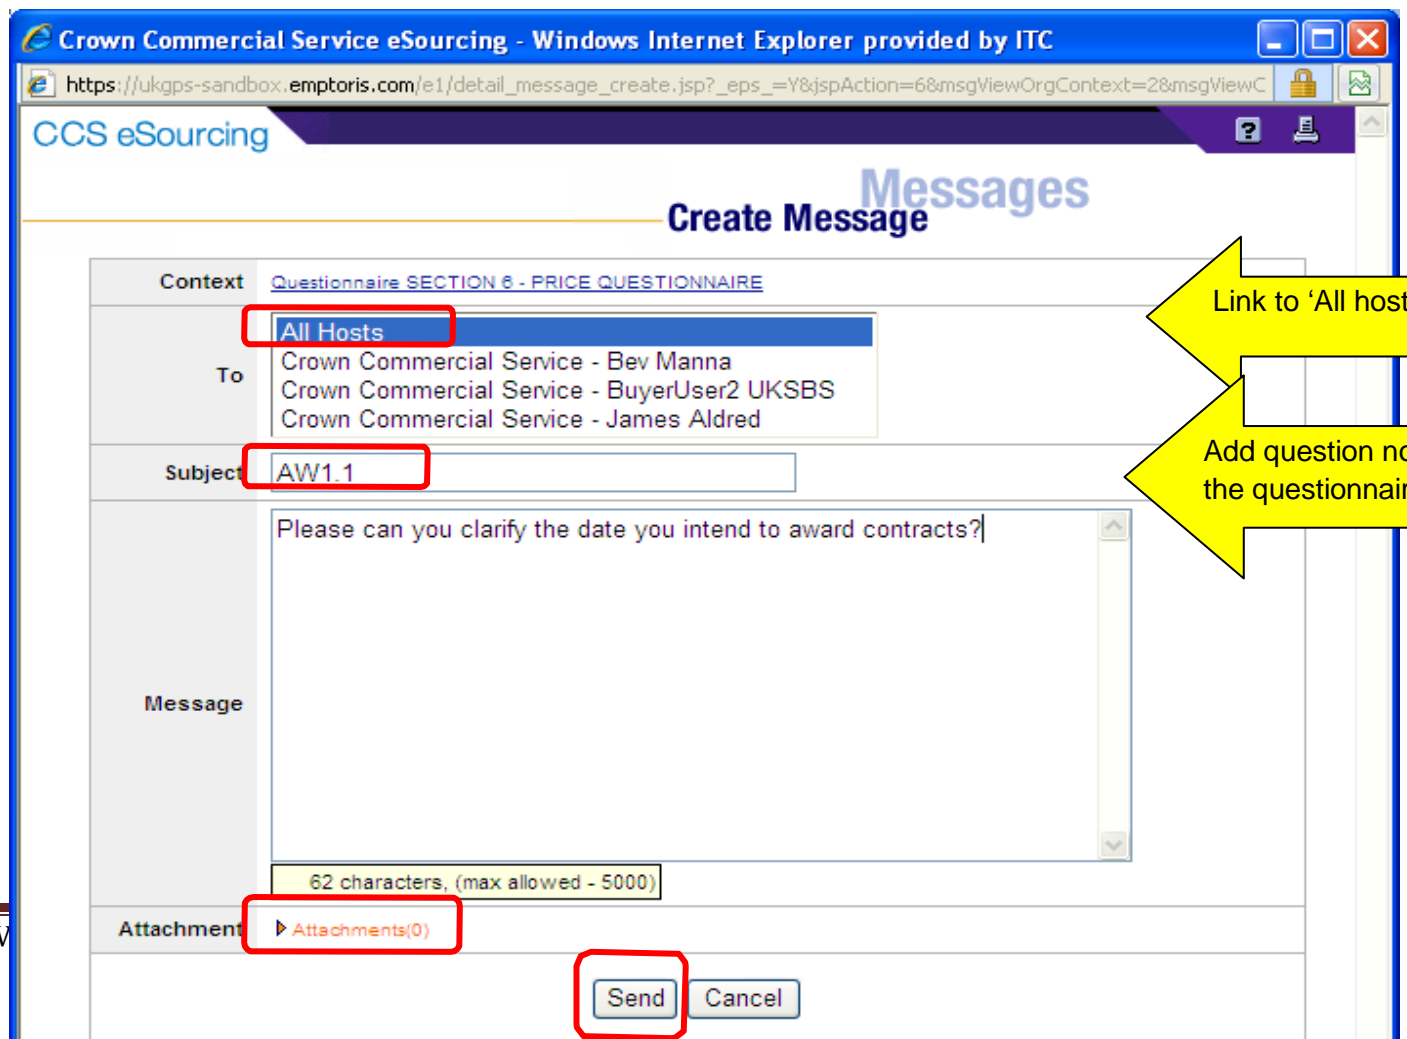 Crown Commercial Service eSourcing - Windows Internet Explorer provided by ITC
https://ukgps-sandbox.emptoris.com/e1/detail_message_create.jsp?_eps_=Y&jspAction=6&msgViewOrgContext=2&msgViewC
CCS eSourcing
Messages
Create Message
Context Questionnaire SECTION 6 - PRICE QUESTIONNAIRE
Link to ‘All host
To
All Hosts
Crown Commercial Service - Bev Manna
Crown Commercial Service - BuyerUser2 UKSBS
Crown Commercial Service - James Aldred
Subject AW1.1
Add question no
the questionnair
Message
Please can you clarify the date you intend to award contracts?
62 characters, (max allowed - 5000)
Attachment Attachments(0)
Send Cancel